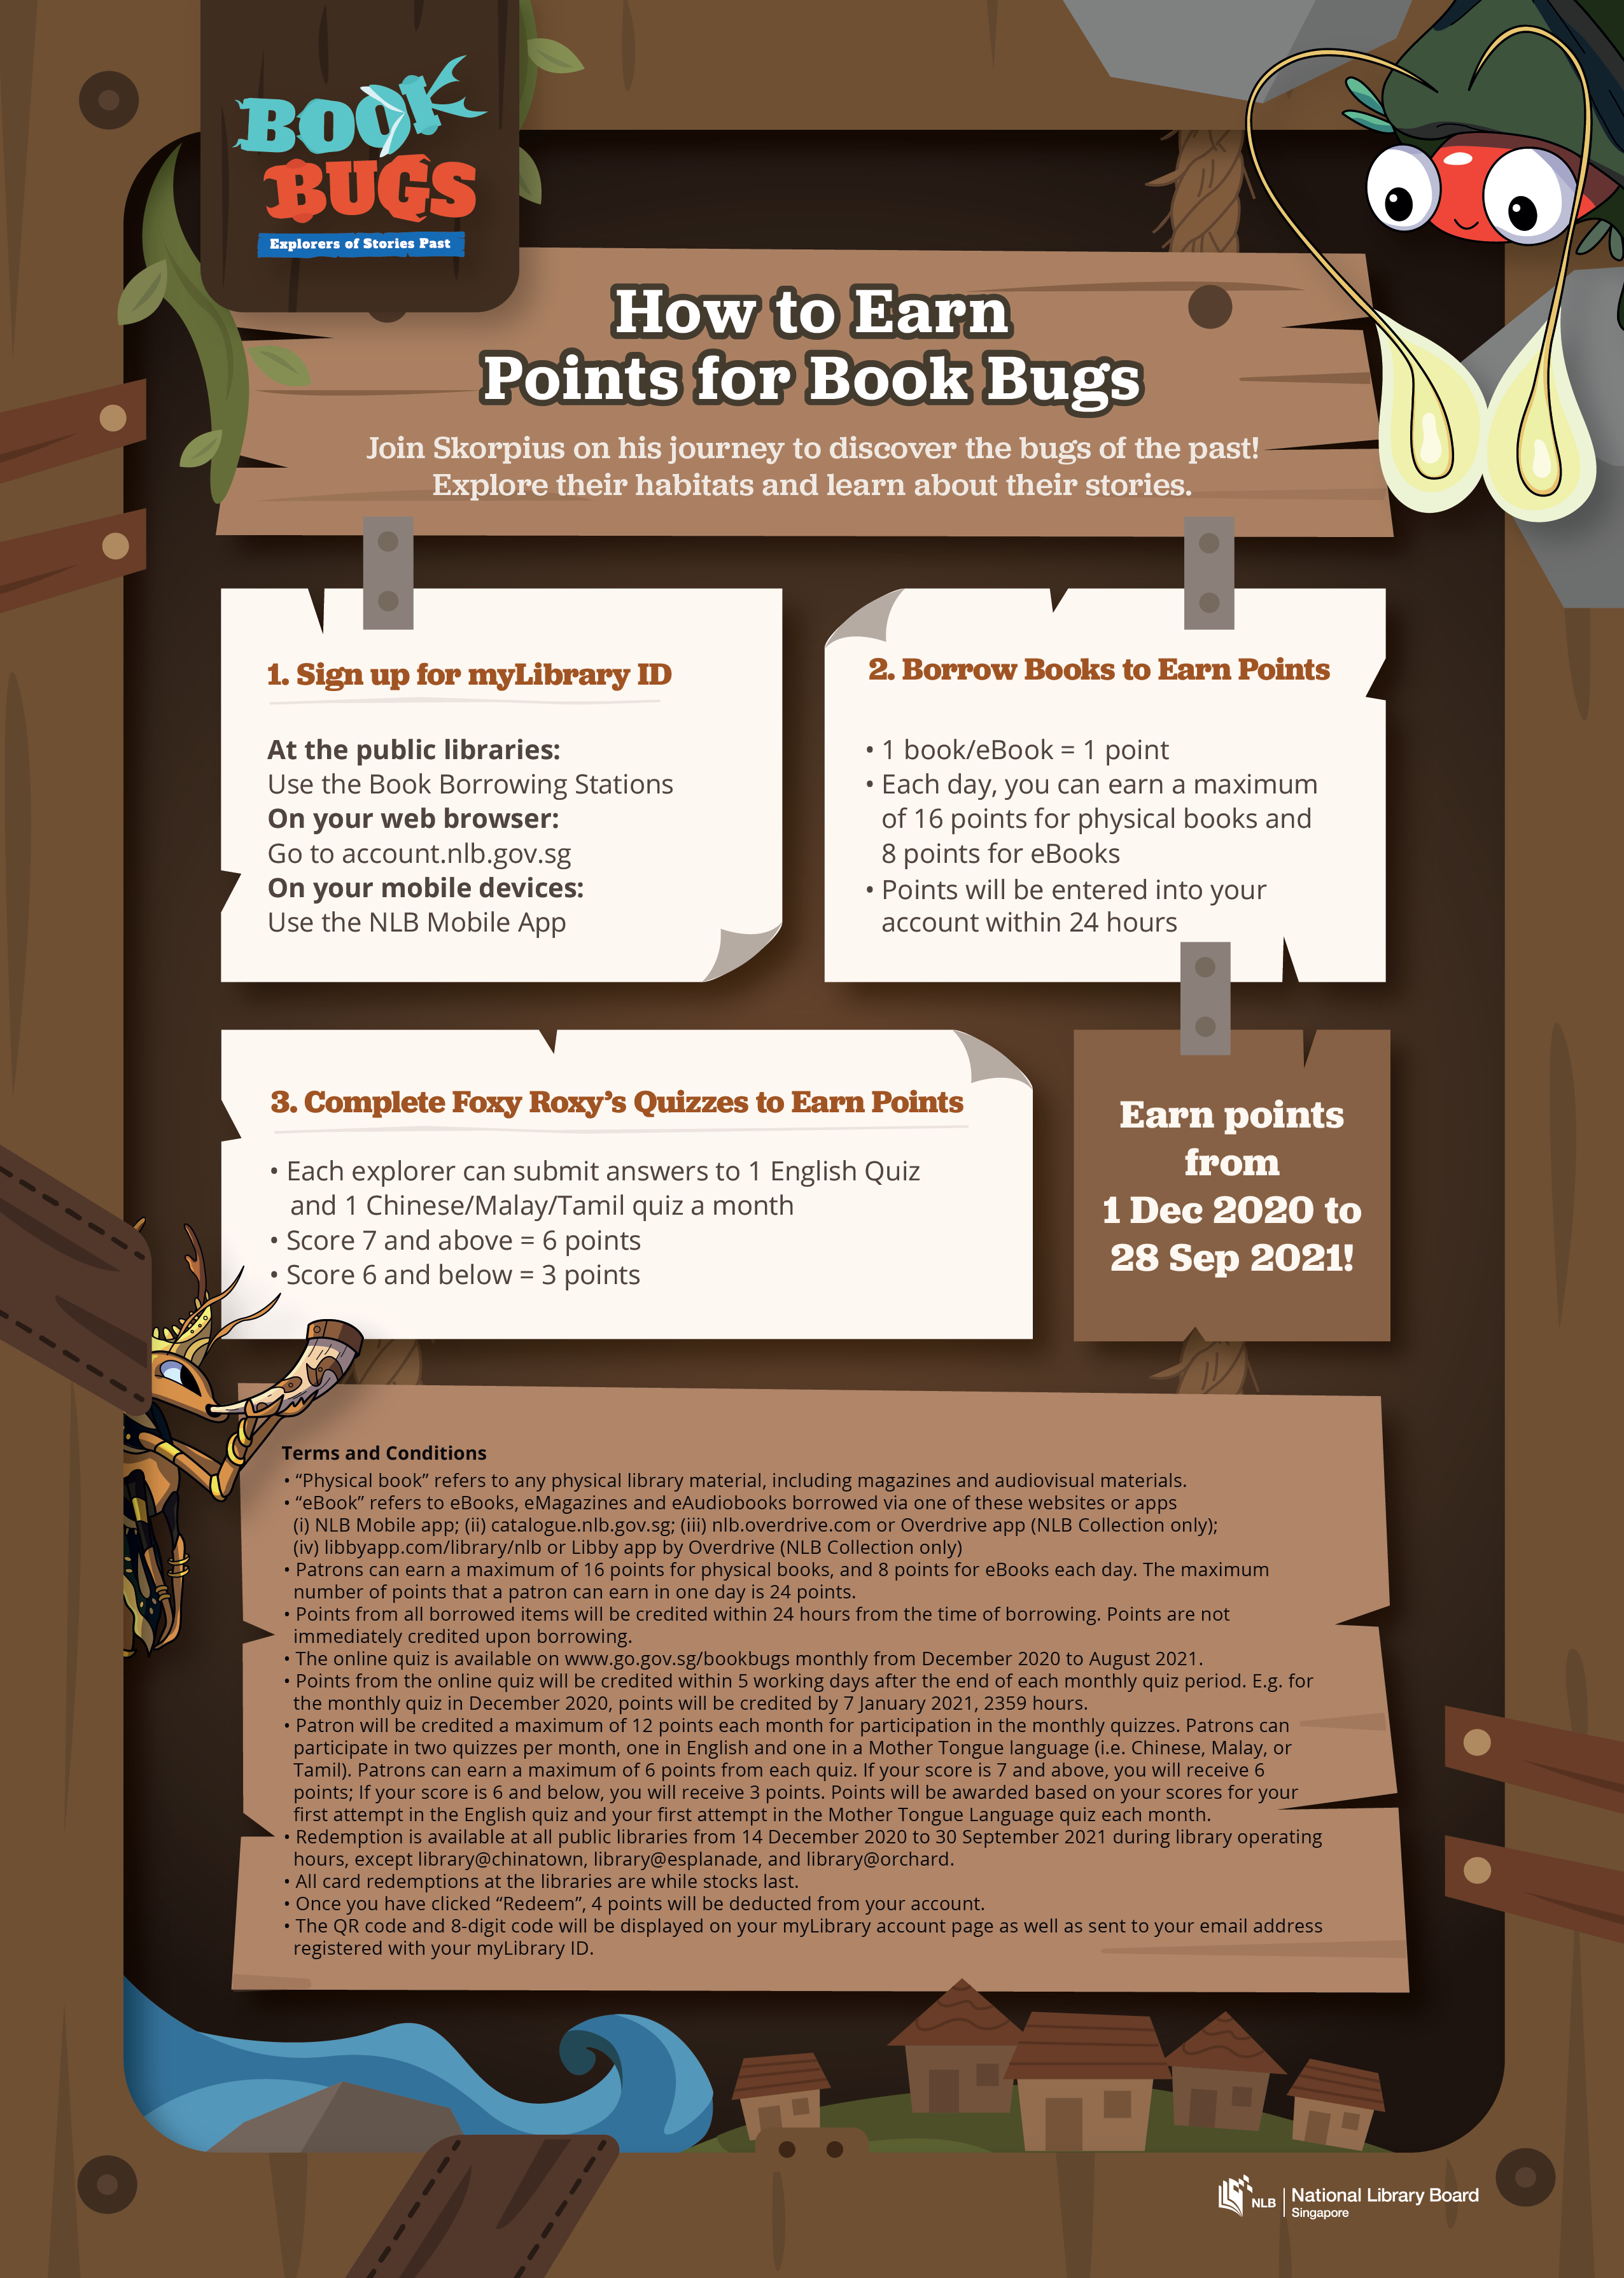 BOOK
BUGS
Explorers of Stories Past
How to Earn
Points for Book Bugs
Join Skorpius on his journey to discover the bugs of the past!
Explore their habitats and learn about their stories.
1. Sign up for myLibrary ID
At the public libraries:
Use the Book Borrowing Stations
On your web browser:
Go to account.nlb.gov.sg
On your mobile devices:
Use the NLB Mobile App
2. Borrow Books to Earn Points
• 1 book/eBook = 1 point
• Each day, you can earn a maximum
of 16 points for physical books and
8 points for eBooks
• Points will be entered into your
account within 24 hours
3. Complete Foxy Roxy’s Quizzes to Earn Points
• Each explorer can submit answers to 1 English Quiz
and 1 Chinese/Malay/Tamil quiz a month
• Score 7 and above = 6 points
• Score 6 and below = 3 points
Earn points
from
1 Dec 2020 to
28 Sep 2021!
Terms and Conditions
• “Physical book” refers to any physical library material, including magazines and audiovisual materials.
• “eBook” refers to eBooks, eMagazines and eAudiobooks borrowed via one of these websites or apps
(i) NLB Mobile app; (ii) catalogue.nlb.gov.sg; (iii) nlb.overdrive.com or Overdrive app (NLB Collection only);
(iv) libbyapp.com/library/nlb or Libby app by Overdrive (NLB Collection only)
• Patrons can earn a maximum of 16 points for physical books, and 8 points for eBooks each day. The maximum
number of points that a patron can earn in one day is 24 points.
• Points from all borrowed items will be credited within 24 hours from the time of borrowing. Points are not
immediately credited upon borrowing.
• The online quiz is available on www.go.gov.sg/bookbugs monthly from December 2020 to August 2021.
• Points from the online quiz will be credited within 5 working days after the end of each monthly quiz period. E.g. for
the monthly quiz in December 2020, points will be credited by 7 January 2021, 2359 hours.
• Patron will be credited a maximum of 12 points each month for participation in the monthly quizzes. Patrons can
participate in two quizzes per month, one in English and one in a Mother Tongue language (i.e. Chinese, Malay, or
Tamil). Patrons can earn a maximum of 6 points from each quiz. If your score is 7 and above, you will receive 6
points; If your score is 6 and below, you will receive 3 points. Points will be awarded based on your scores for your
first attempt in the English quiz and your first attempt in the Mother Tongue Language quiz each month.
• Redemption is available at all public libraries from 14 December 2020 to 30 September 2021 during library operating
hours, except library@chinatown, library@esplanade, and library@orchard.
• All card redemptions at the libraries are while stocks last.
• Once you have clicked “Redeem”, 4 points will be deducted from your account.
• The QR code and 8-digit code will be displayed on your myLibrary account page as well as sent to your email address
registered with your myLibrary ID.
NLB National Library Board
Singapore